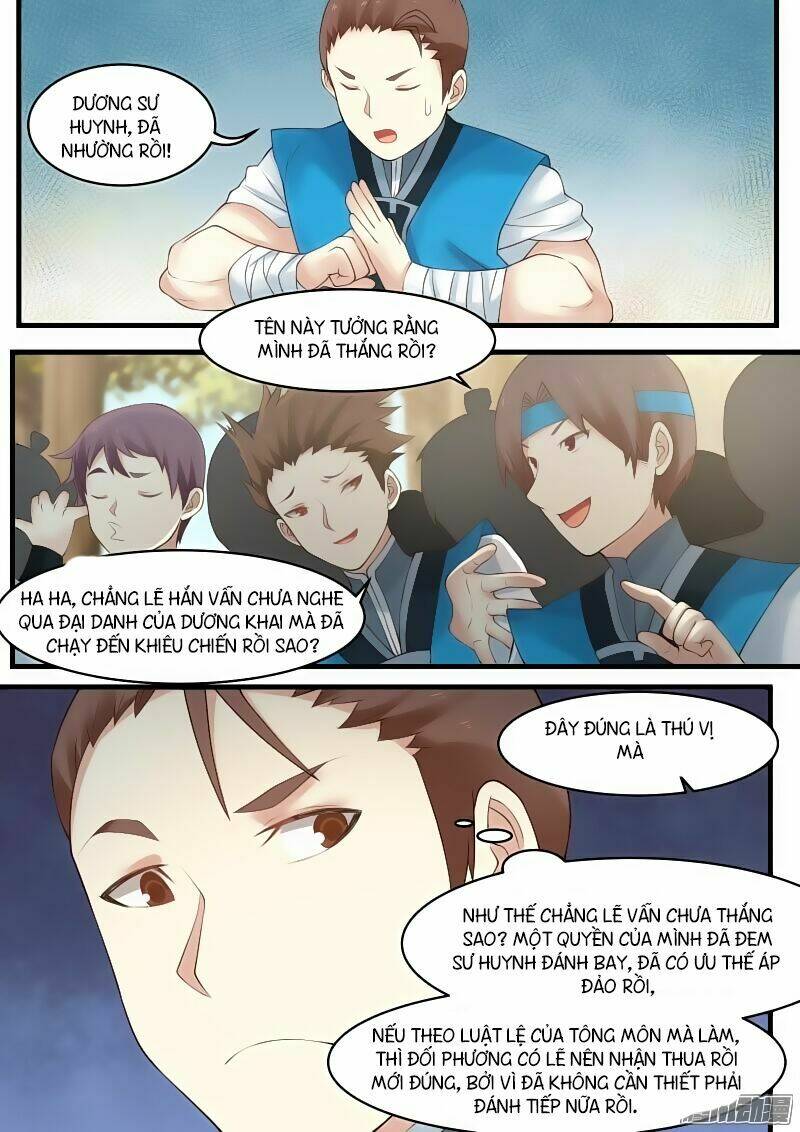 DƯƠNG SƯ
HUYNH, ĐÃ
NHƯỜNG RỒI!
TÊN NÀY TƯỞNG RẰNG
MÌNH ĐÃ THẮNG RỒI?
HA HA, CHẲNG LẼ HẮN VẤN CHƯA NGHE
QUA ĐẠI DANH CỦA DƯƠNG KHAI MÀ ĐÃ
CHẠY ĐẾN KHIÊU CHIẾN RỒI SAO?
ĐÂY ĐÚNG LÀ THÚ VỊ
MÀ
NHƯ THẾ CHẲNG LẼ VẤN CHƯA THẮNG
SAO? MỘT QUYỀN CỦA MÌNH ĐÃ ĐEM
SƯ HUYNH ĐÁNH BAY, ĐÃ CÓ ƯU THẾ ÁP
ĐẢO RỒI,
NẾU THEO LUẬT LỆ CỦA TÔNG MÔN MÀ LÀM,
THÌ ĐỐI PHƯƠNG CÓ LẼ NÊN NHẬN THUA RỒI
MỚI ĐÚNG, BỞI VÌ ĐÃ KHÔNG CẦN THIẾT PHẢI
ĐÁNH TIẾP NỮA RỒI.